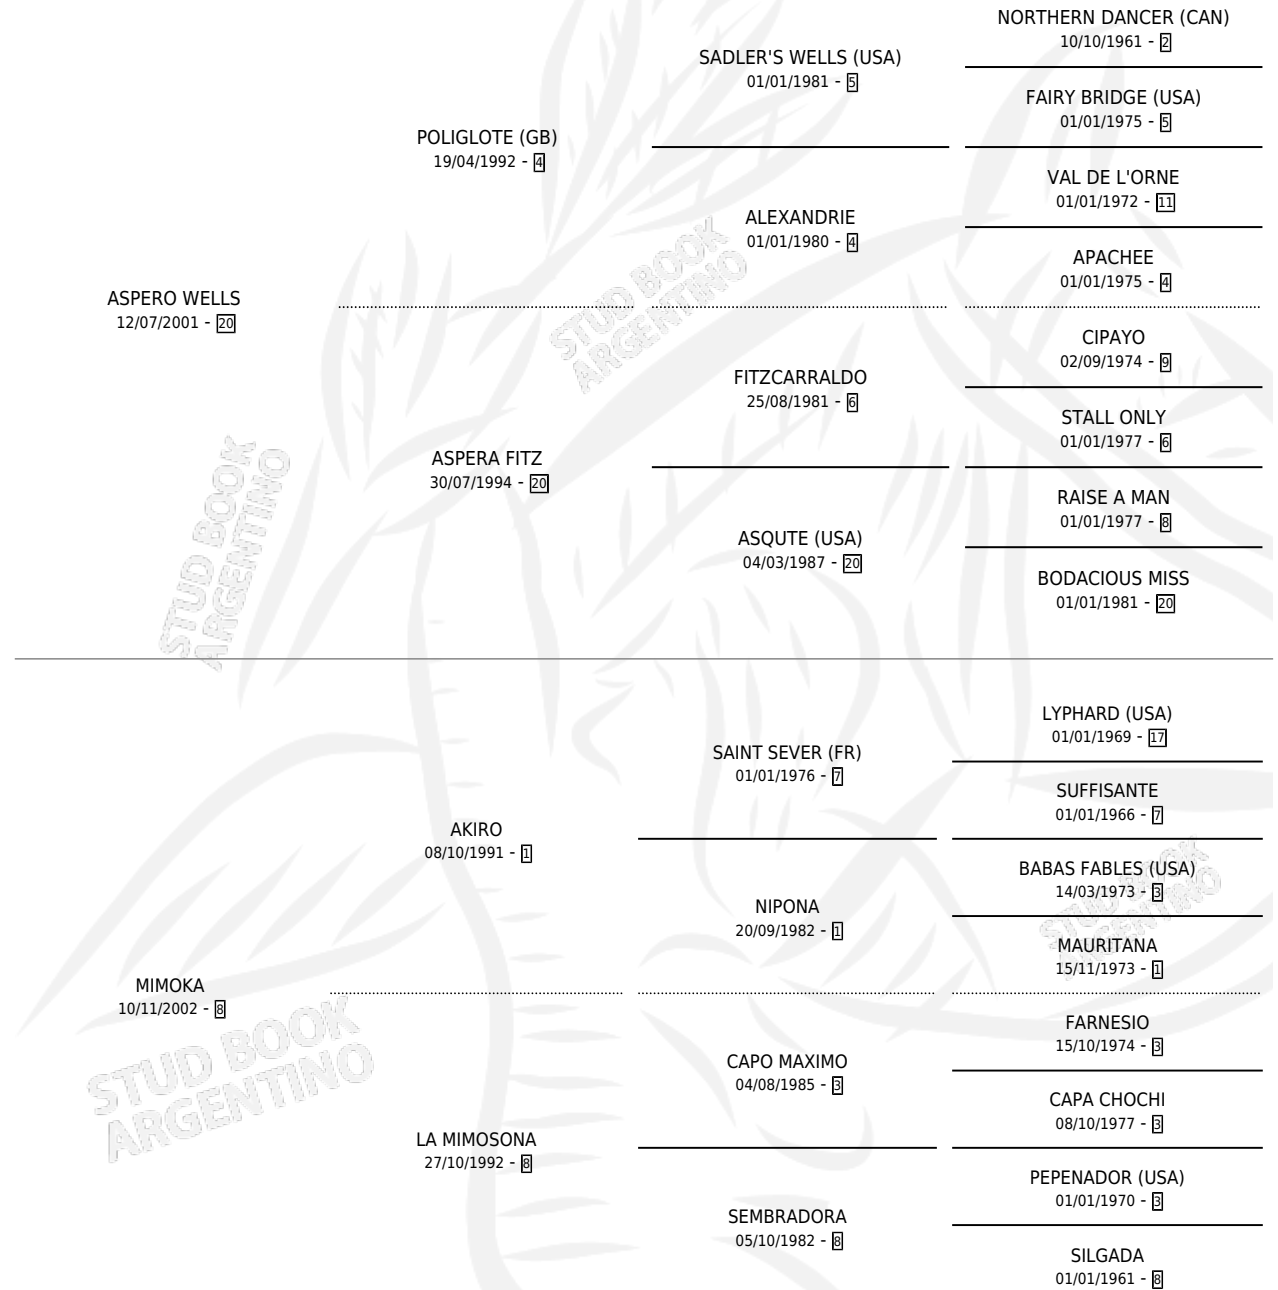 NORTHERN DANCER (CAN)
10/10/1961 - 2
SADLER'S WELLS (USA)
01/01/1981 - 5
FAIRY BRIDGE (USA)
01/01/1975 - 5
POLIGLOTE (GB)
19/04/1992 - 4
VAL DE L'ORNE
01/01/1972 - 11
ALEXANDRIE
01/01/1980 - 4
APACHEE
01/01/1975 - 4
ASPERO WELLS
12/07/2001 - 20
CIPAYO
02/09/1974 - 9
FITZCARRALDO
25/08/1981 - 6
STALL ONLY
01/01/1977 - 6
ASPERA FITZ
30/07/1994 - 20
RAISE A MAN
01/01/1977 - 8
ASQUTE (USA)
04/03/1987 - 20
BODACIOUS MISS
01/01/1981 - 20
LYPHARD (USA)
01/01/1969 - 17
SAINT SEVER (FR)
01/01/1976 - 7
SUFFISANTE
01/01/1966 - 7
AKIRO
08/10/1991 - 1
BABAS FABLES (USA)
14/03/1973 - 3
NIPONA
20/09/1982 - 1
MAURITANA
15/11/1973 - 1
MIMOKA
10/11/2002 - 8
FARNESIO
15/10/1974 - 3
CAPO MAXIMO
04/08/1985 - 3
CAPA CHOCHI
08/10/1977 - 3
LA MIMOSONA
27/10/1992 - 8
PEPENADOR (USA)
01/01/1970 - 3
SEMBRADORA
05/10/1982 - 8
SILGADA
01/01/1961 - 8
STUD BOOK
ARGENTINO
STUD BOOK
ARGENTINO
STUD BOOK
ARGENTINO
STUD BOOK
ARGENTINO